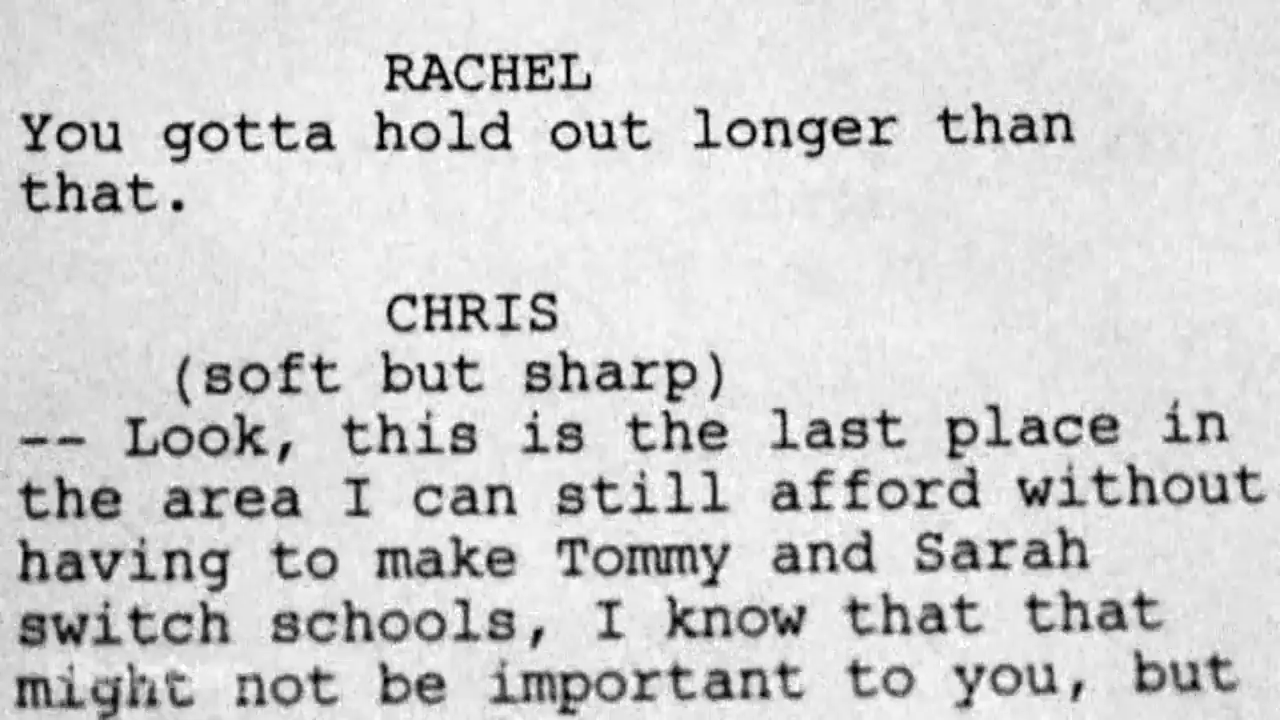 RACHEL
You gotta hold out longer than
that.
CHRIS
(soft but sharp)
-- Look, this is the last place in
the area I can still afford without
having to make Tommy and Sarah
switch schools, I know that that
might not be important to you, but